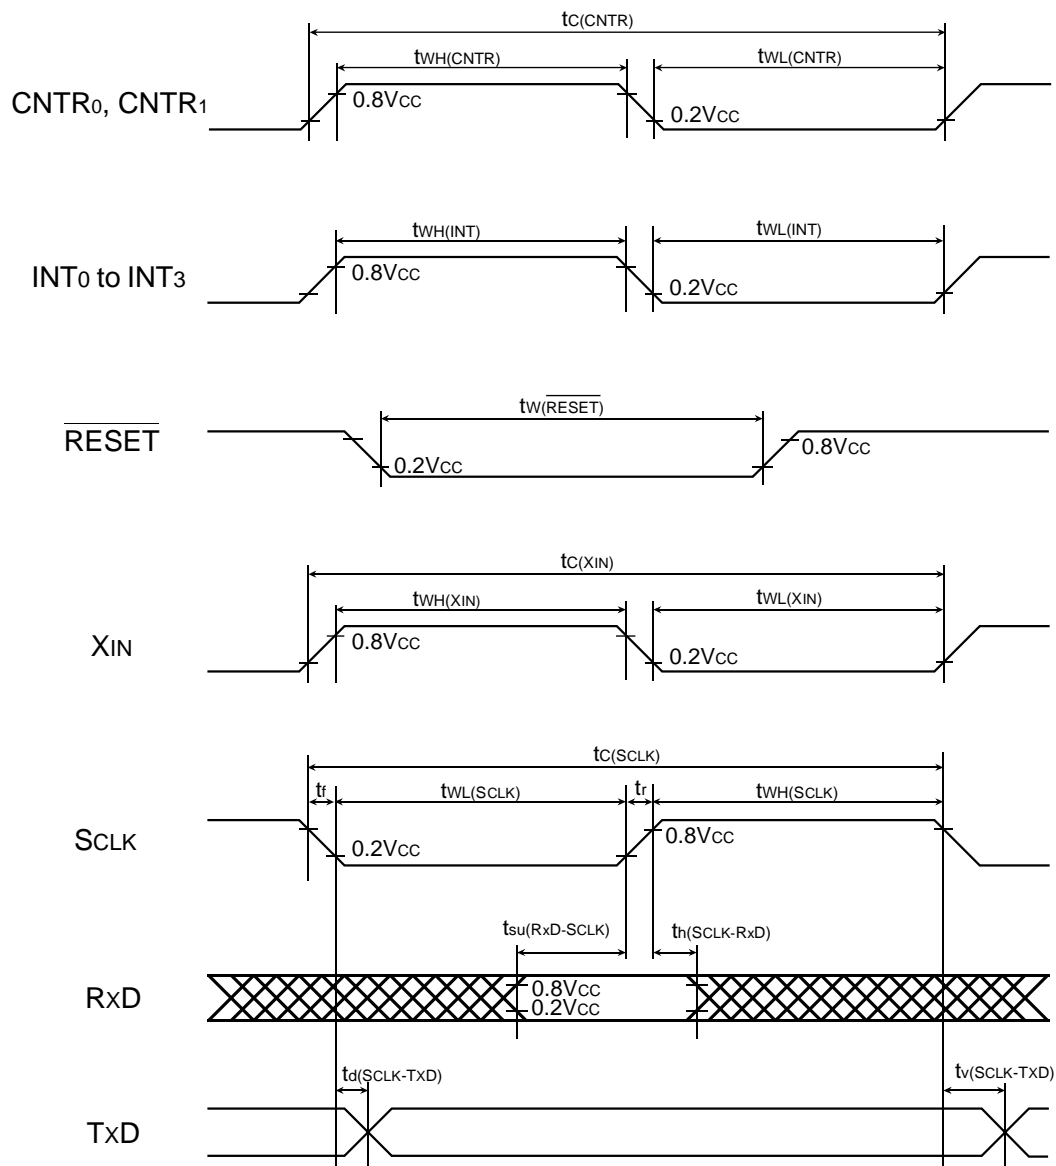 tC(CNTR)
tWH(CNTR) tWL(CNTR)
CNTR0, CNTR1
0.8VCC
0.2VCC
tWH(INT) tWL(INT)
INT0 to INT3
0.8VCC
0.2VCC
tW(RESET)
RESET
0.2VCC
0.8VCC
tC(XIN)
tWH(XIN) tWL(XIN)
XIN
0.8VCC
0.2VCC
tC(SCLK)
tf tWL(SCLK) tr tWH(SCLK)
SCLK
0.2VCC
0.8VCC
tsu(RxD-SCLK) th(SCLK-RxD)
RXD
0.8VCC
0.2VCC
td(SCLK-TXD) tv(SCLK-TXD)
TXD